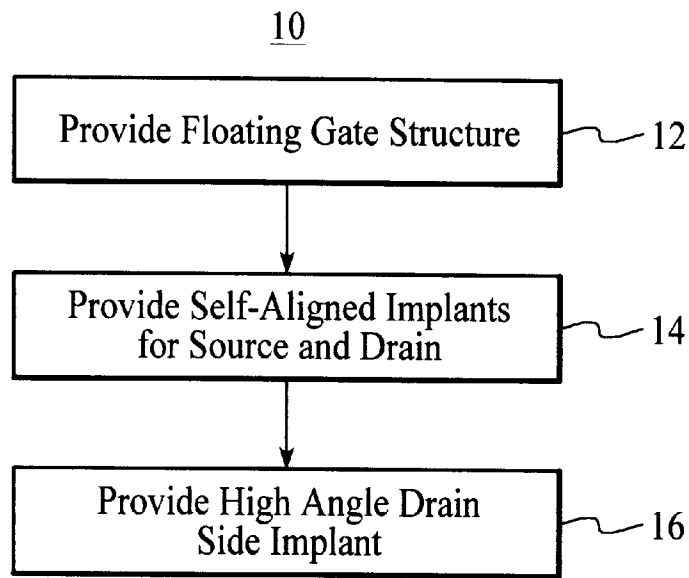 10
Provide Floating Gate Structure
12
Provide Self-Aligned Implants
for Source and Drain
14
Provide High Angle Drain
Side Implant
16